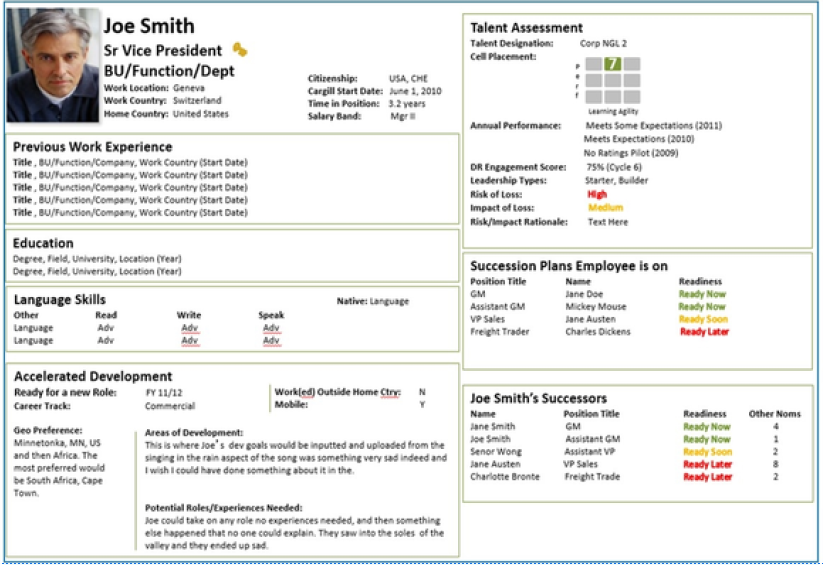 Joe Smith
Sr Vice President
BU/Function/Dept
Work Location: Geneva
Work Country: Switzerland
Home Country: United States
Citizenship: USA, CHE
Cargill Start Date: June 1, 2010
Time in Position: 3.2 years
Salary Band: Mgr II
Previous Work Experience
Title , BU/Function/Company, Work Country (Start Date)
Title , BU/Function/Company, Work Country (Start Date)
Title , BU/Function/Company, Work Country (Start Date)
Title , BU/Function/Company, Work Country (Start Date)
Title , BU/Function/Company, Work Country (Start Date)
Education
Degree, Field, University, Location (Year)
Degree, Field, University, Location (Year)
Language Skills
Native: Language
Other Read Write Speak
Language Adv Adv Adv
Language Adv Adv Adv
Accelerated Development
Ready for a new Role: FY 11/12
Career Track: Commercial
Work(ed) Outside Home Ctry: N
Mobile: Y
Geo Preference:
Minnetonka, MN, US
and then Africa. The
most preferred would
be South Africa, Cape
Town.
Areas of Development:
This is where Joe's dev goals would be inputted and uploaded from the
singing in the rain aspect of the song was something very sad indeed and
I wish I could have done something about it in the.
Potential Roles/Experiences Needed:
Joe could take on any role no experiences needed, and then something
else happened that no one could explain. They saw into the soles of the
valley and they ended up sad.
Talent Assessment
Talent Designation: Corp NGL 2
Cell Placement:
7
Perf
Learning Agility
Annual Performance: Meets Some Expectations (2011)
Meets Expectations (2010)
No Ratings Pilot (2009)
DR Engagement Score: 75% (Cycle 6)
Leadership Types: Starter, Builder
Risk of Loss: High
Impact of Loss: Medium
Risk/Impact Rationale: Text Here
Succession Plans Employee is on
Position Title Name Readiness
GM Jane Doe Ready Now
Assistant GM Mickey Mouse Ready Now
VP Sales Jane Austen Ready Soon
Freight Trader Charles Dickens Ready Later
Joe Smith's Successors
Name Position Title Readiness Other Noms
Jane Smith GM Ready Now 4
Joe Smith Assistant GM Ready Now 1
Senor Wong Assistant VP Ready Soon 2
Jane Austen VP Sales Ready Later 8
Charlotte Bronte Freight Trade Ready Later 2